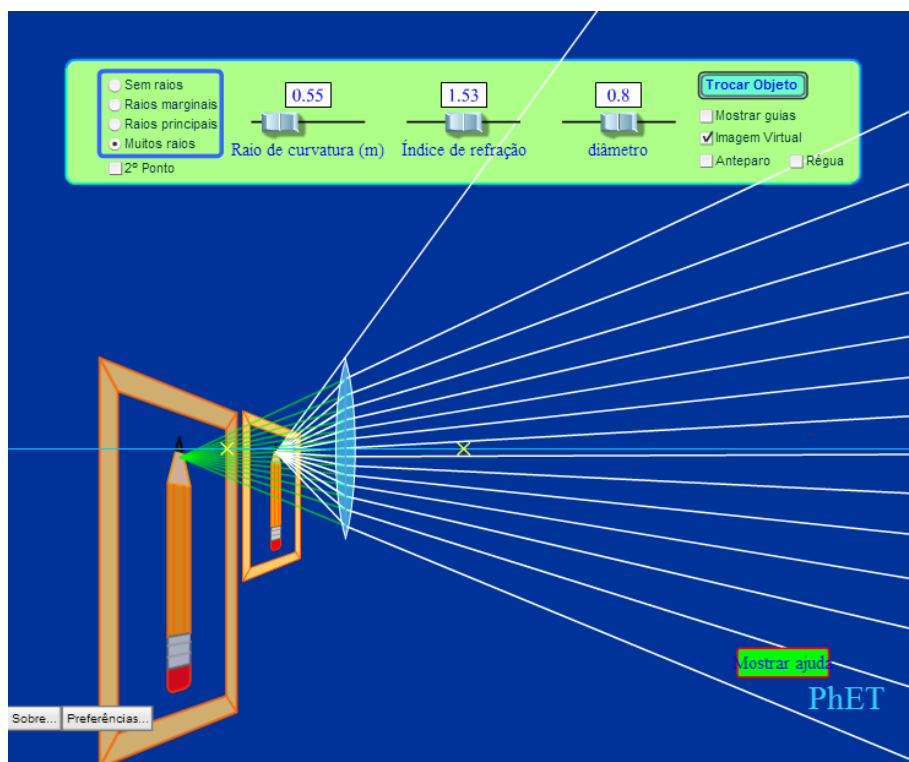 Sem raios
Raios marginais
Raios principais
Muitos raios
2º Ponto
0.55
Raio de curvatura (m)
1.53
Índice de refração
0.8
diâmetro
Trocar Objeto
Mostrar guias
Imagem Virtual
Anteparo Régua
Mostrar ajuda
PhET
Sobre... Preferências...